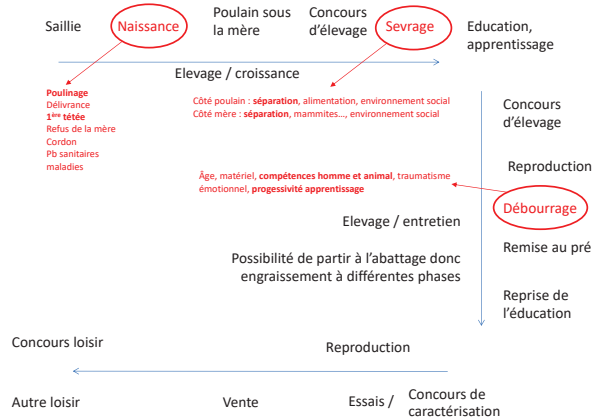 Saillie
Naissance
Poulain sous
la mère
Concours
d'élevage
Sevrage
Education,
apprentissage
Elevage / croissance
Poulinage
Délivrance
1ère tétée
Refus de la mère
Cordon
Pb sanitaires
maladies
Côté poulain : séparation, alimentation, environnement social
Côté mère : séparation, mammites…, environnement social
Concours
d'élevage
Reproduction
Âge, matériel, compétences homme et animal, traumatisme
émotionnel, progessivité apprentissage
Débourrage
Elevage / entretien
Remise au pré
Possibilité de partir à l'abattage donc
engraissement à différentes phases
Reprise de
l'éducation
Concours loisir
Reproduction
Autre loisir
Vente
Essais /
Concours de
caractérisation